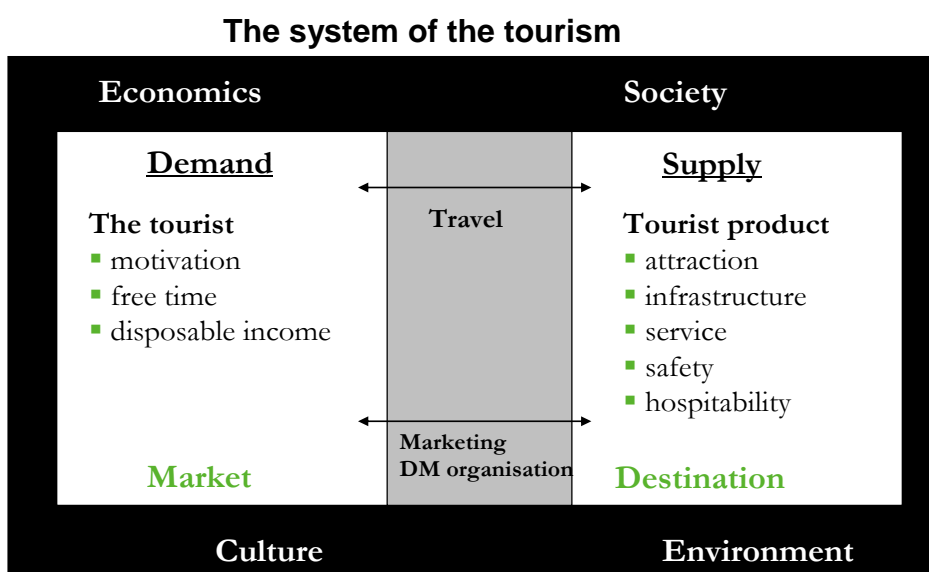 The system of the tourism
Economics
Society
Demand
The tourist
▪ motivation
▪ free time
▪ disposable income
Market
Travel
Marketing
DM organisation
Supply
Tourist product
▪ attraction
▪ infrastructure
▪ service
▪ safety
▪ hospitability
Destination
Culture
Environment